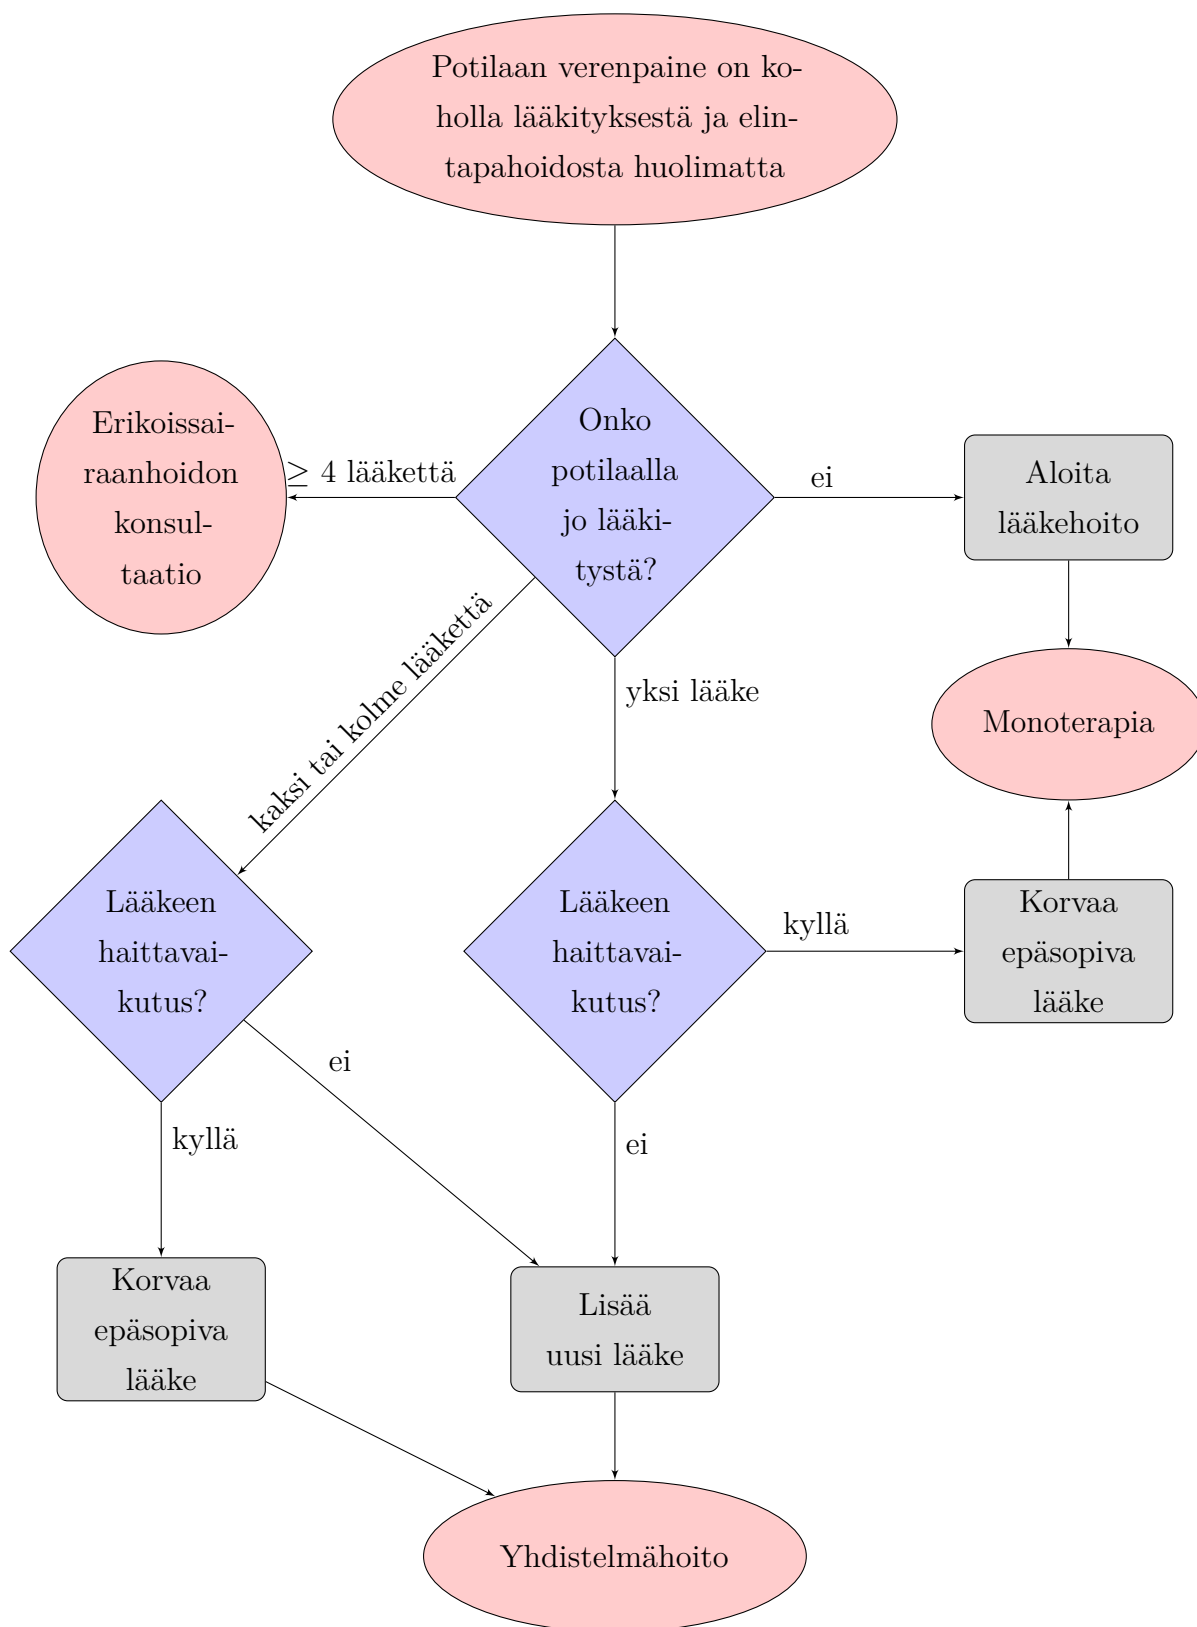 Potilaan verenpaine on ko-
holla lääkityksestä ja elin-
tapahoidosta huolimatta
Erikoissai-
raanhoidon
konsul-
taatio
≥ 4 lääkettä
Onko
potilaalla
jo lääki-
tystä?
ei
Aloita
lääkehoito
kaksi tai kolme lääkettä
yksi lääke
Monoterapia
Lääkeen
haittavai-
kutus?
Lääkeen
haittavai-
kutus?
kyllä
Korvaa
epäsopiva
lääke
ei
kyllä
ei
Korvaa
epäsopiva
lääke
Lisää
uusi lääke
Yhdistelmähoito